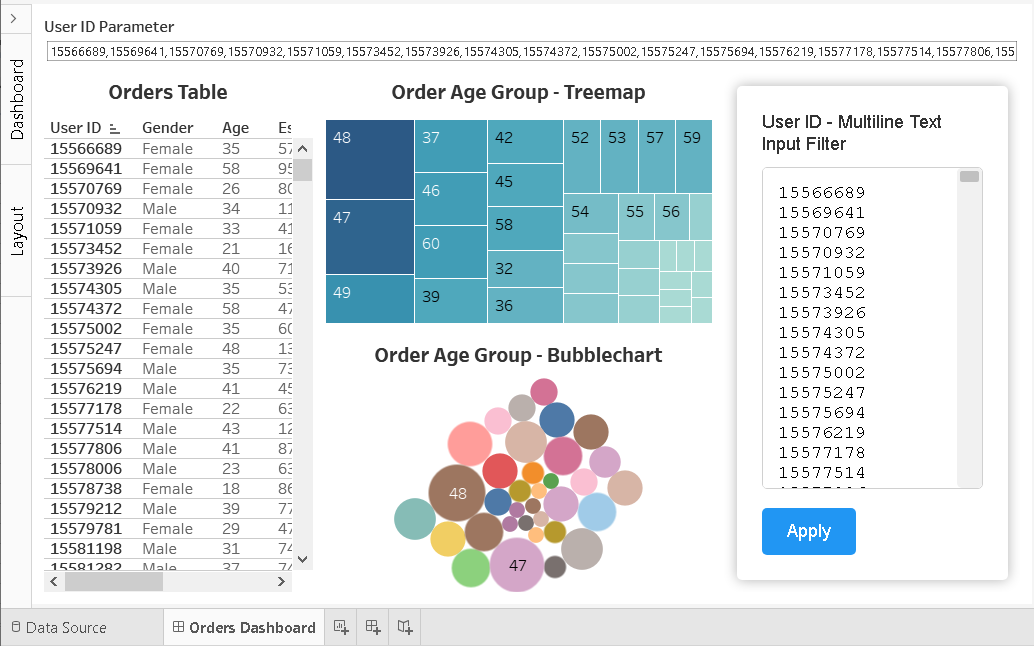 User ID Parameter
15566689,15569641,15570769,15570932,15571059,15573452,15573926,15574305,15574372,15575002,15575247,15575694,15576219,15577178,15577514,15577806,155
Dashboard
Layout
Orders Table
User ID Gender Age Es
15566689 Female 35 57
15569641 Female 58 95
15570769 Female 26 80
15570932 Male 34 11
15571059 Female 33 41
15573452 Female 21 16
15573926 Male 40 71
15574305 Male 35 53
15574372 Female 58 47
15575002 Female 35 60
15575247 Female 48 13
15575694 Male 35 73
15576219 Male 41 45
15577178 Female 22 63
15577514 Male 43 12
15577806 Male 41 87
15578006 Male 23 63
15578738 Female 18 86
15579212 Male 39 77
15579781 Female 29 47
15581198 Male 31 74
15581282 Male 37 74
Order Age Group - Treemap
48
47
49
37
46
60
39
42
45
58
32
36
52
53
57
59
54
55
56
Order Age Group - Bubblechart
48
47
User ID - Multiline Text
Input Filter
15566689
15569641
15570769
15570932
15571059
15573452
15573926
15574305
15574372
15575002
15575247
15575694
15576219
15577178
15577514
Apply
Data Source
Orders Dashboard